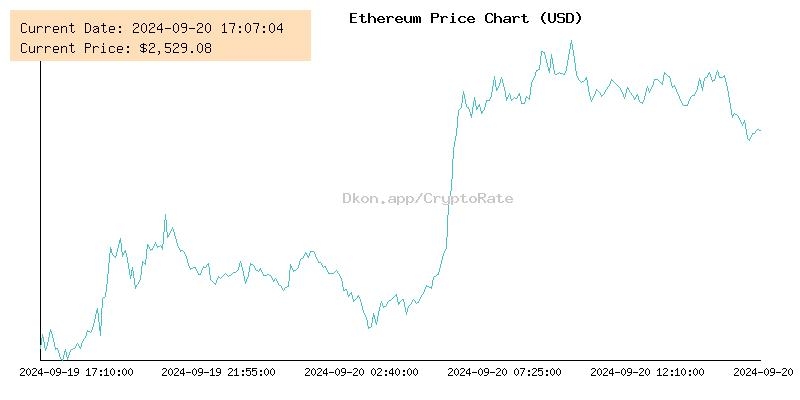 Ethereum Price Chart (USD)
Current Date: 2024-09-20 17:07:04
Current Price: $2,529.08
Dkon.app/CryptoRate
2024-09-19 17:10:00 2024-09-19 21:55:00 2024-09-20 02:40:00 2024-09-20 07:25:00 2024-09-20 12:10:00 2024-09-20